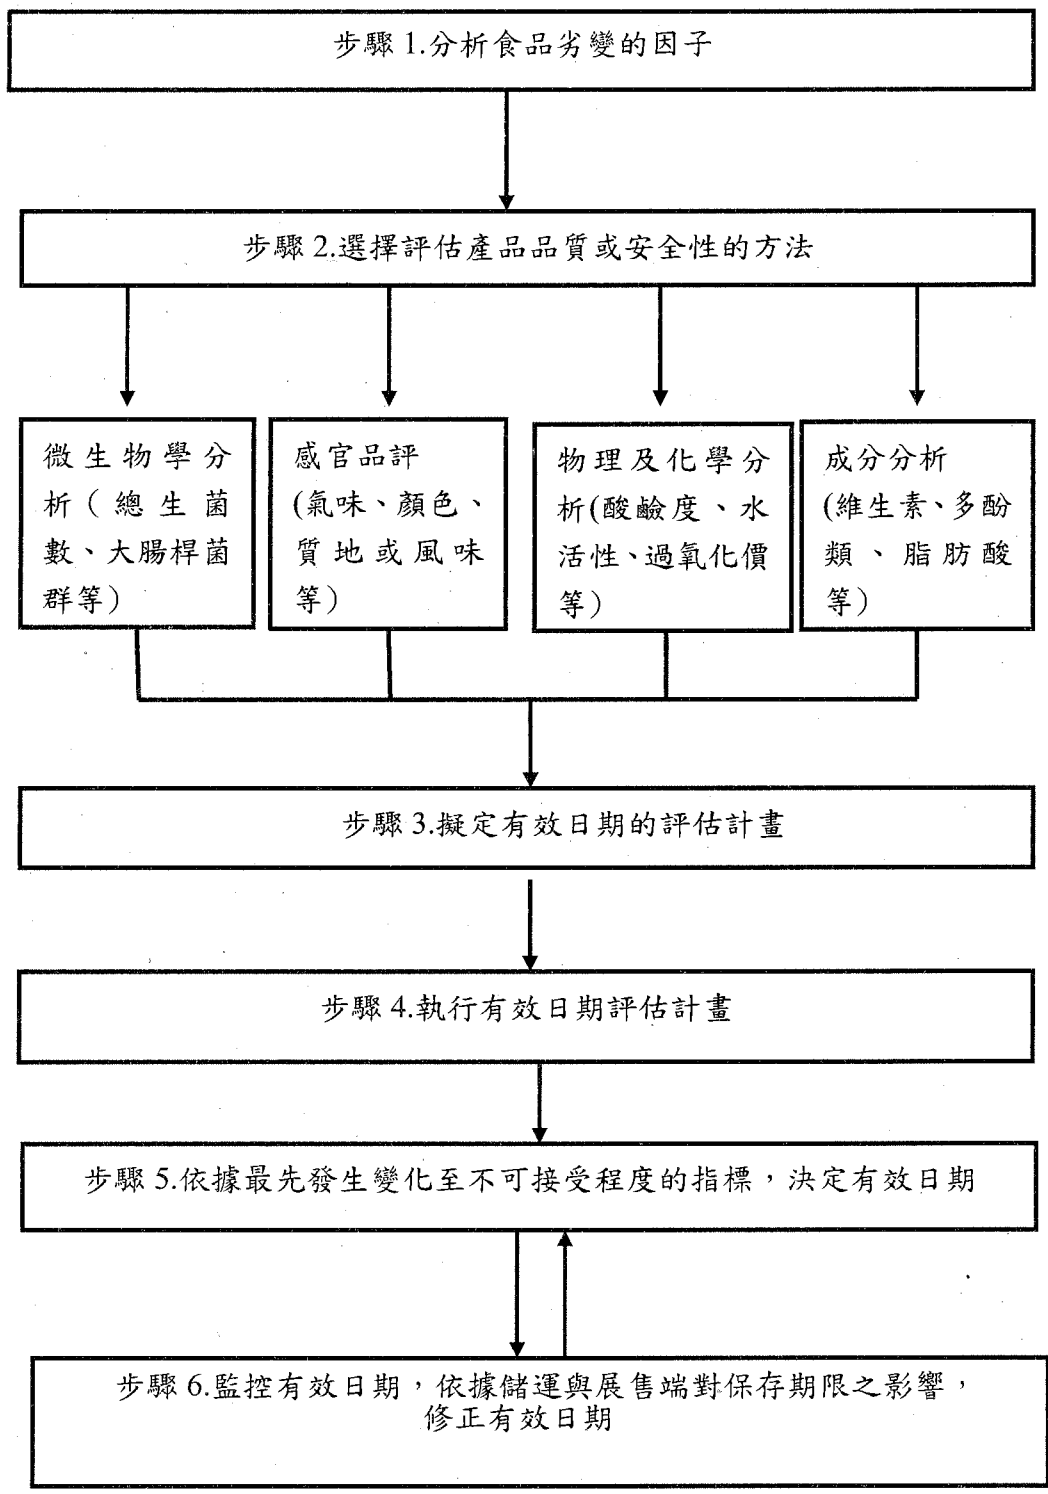 步驟 1.分析食品劣變的因子
步驟 2.選擇評估產品品質或安全性的方法
微生物學分
析（總生菌
數、大腸桿菌
群等）
感官品評
(氣味、顏色、
質地或風味
等）
物理及化學分
析(酸鹼度、水
活性、過氧化價
等）
成分分析
(維生素、多酚
類、脂肪酸
等）
步驟 3.擬定有效日期的評估計畫
步驟 4.執行有效日期評估計畫
步驟 5.依據最先發生變化至不可接受程度的指標，決定有效日期
步驟 6.監控有效日期，依據儲運與展售端對保存期限之影響，
修正有效日期